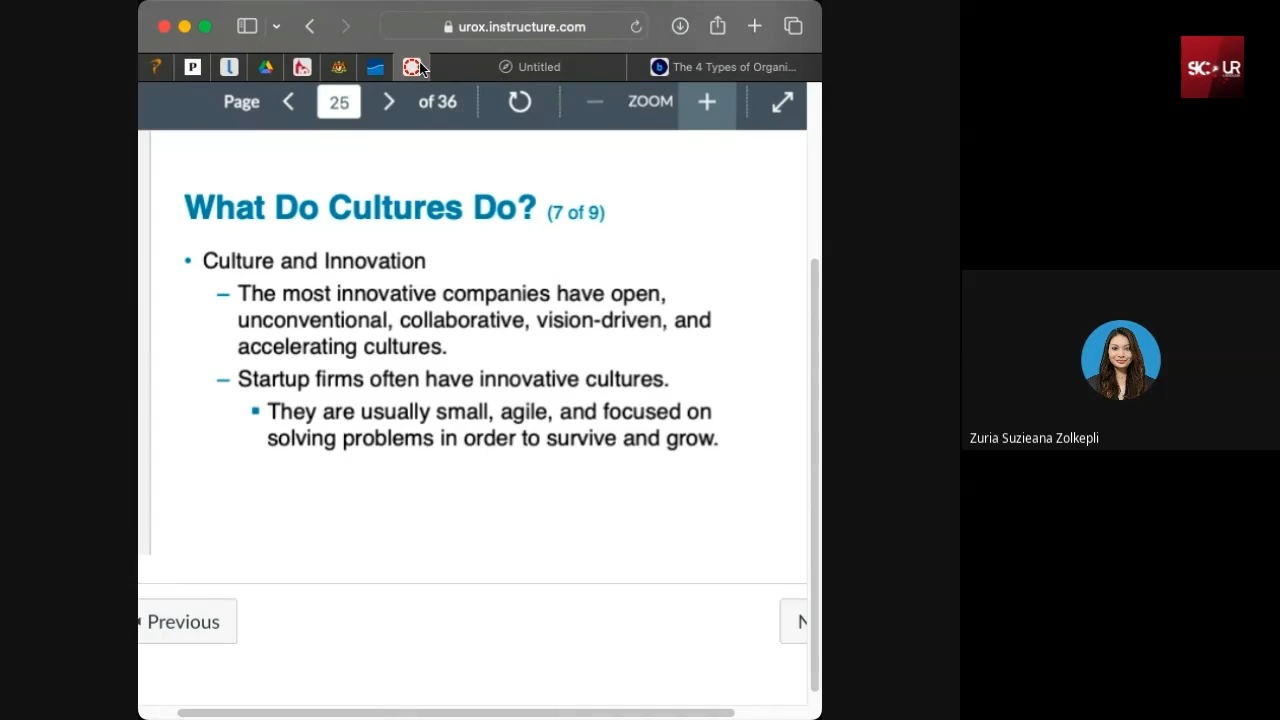 urox.instructure.com
P
Untitled
The 4 Types of Organi...
Page
25
of 36
ZOOM
What Do Cultures Do? (7 of 9)
• Culture and Innovation
– The most innovative companies have open,
unconventional, collaborative, vision-driven, and
accelerating cultures.
– Startup firms often have innovative cultures.
▪ They are usually small, agile, and focused on
solving problems in order to survive and grow.
Previous
N
Zuria Suzieana Zolkepli